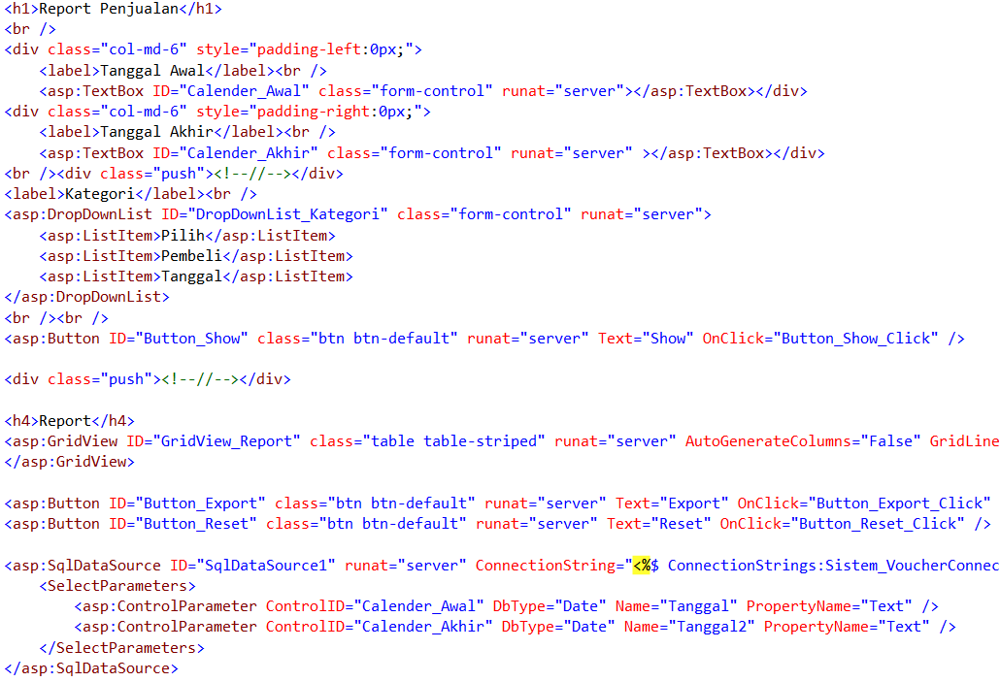 <h1>Report Penjualan</h1>
<br />
<div class="col-md-6" style="padding-left:0px;">
    <label>Tanggal Awal</label><br />
    <asp:TextBox ID="Calender_Awal" class="form-control" runat="server"></asp:TextBox></div>
<div class="col-md-6" style="padding-right:0px;">
    <label>Tanggal Akhir</label><br />
    <asp:TextBox ID="Calender_Akhir" class="form-control" runat="server" ></asp:TextBox></div>
<br /><div class="push"><!--//--></div>
<label>Kategori</label><br />
<asp:DropDownList ID="DropDownList_Kategori" class="form-control" runat="server">
    <asp:ListItem>Pilih</asp:ListItem>
    <asp:ListItem>Pembeli</asp:ListItem>
    <asp:ListItem>Tanggal</asp:ListItem>
</asp:DropDownList>
<br /><br />
<asp:Button ID="Button_Show" class="btn btn-default" runat="server" Text="Show" OnClick="Button_Show_Click" />
<div class="push"><!--//--></div>
<h4>Report</h4>
<asp:GridView ID="GridView_Report" class="table table-striped" runat="server" AutoGenerateColumns="False" GridLine
</asp:GridView>
<asp:Button ID="Button_Export" class="btn btn-default" runat="server" Text="Export" OnClick="Button_Export_Click"
<asp:Button ID="Button_Reset" class="btn btn-default" runat="server" Text="Reset" OnClick="Button_Reset_Click" />
<asp:SqlDataSource ID="SqlDataSource1" runat="server" ConnectionString="<%$ ConnectionStrings:Sistem_VoucherConnec
    <SelectParameters>
        <asp:ControlParameter ControlID="Calender_Awal" DbType="Date" Name="Tanggal" PropertyName="Text" />
        <asp:ControlParameter ControlID="Calender_Akhir" DbType="Date" Name="Tanggal2" PropertyName="Text" />
    </SelectParameters>
</asp:SqlDataSource>